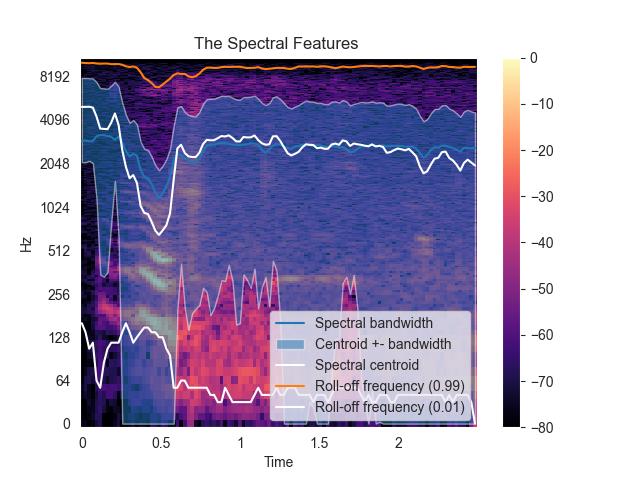 The Spectral Features
8192
4096
2048
1024
512
256
128
64
0
Hz
0
0.5
1
1.5
2
Time
Spectral bandwidth
Centroid +- bandwidth
Spectral centroid
Roll-off frequency (0.99)
Roll-off frequency (0.01)
0
−10
−20
−30
−40
−50
−60
−70
−80